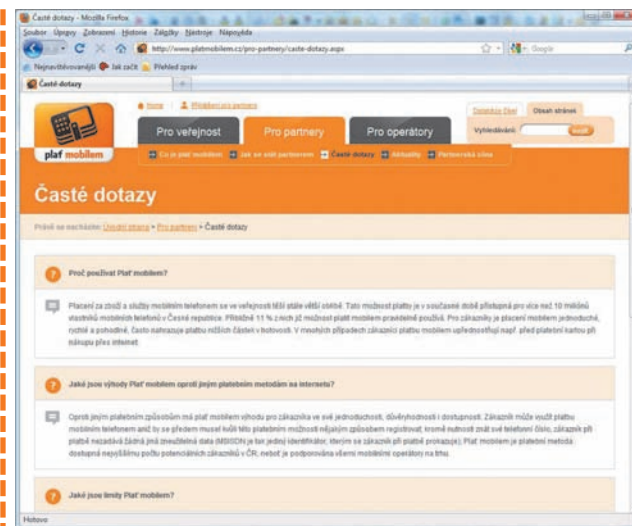 Časté dotazy - Mozilla Firefox
Soubor Úpravy Zobrazení Historie Záložky Nástroje Nápověda
http://www.platmobilem.cz/pro-partnery/caste-dotazy.aspx
Google
Nejnavštěvovanější Jak začít Přehled zpráv
Časté dotazy
home Přihlášení pro partnery
Obsah stránek
Pro veřejnost Pro partnery Pro operátory
Vyhledávání:
plať mobilem
Co je plať mobilem Jak se stát partnerem Časté dotazy Aktuality Partnerská síť
Časté dotazy
Právě se nacházíte: Úvodní strana > Pro partnery > Časté dotazy
Proč používat Plať mobilem?
Placení za zboží a služby mobilním telefonem se ve veřejnosti těší stále větší oblibě. Tato možnost platby je v současné době přístupná pro více než 10 miliónů
vlastníků mobilních telefonů v České republice. Přibližně 11 % z nich již možnost platit mobilem pravidelně používá. Pro zákazníky je placení mobilem jednoduché,
rychlé a pohodlné, často nahrazuje platbu nižších částek v hotovosti. V mnohých případech zákazníci platbu mobilem upřednostňují např. před platební kartou při
nákupu přes internet.
Jaké jsou výhody Plať mobilem oproti jiným platebním metodám na internetu?
Oproti jiným platebním způsobům má plať mobilem výhodu pro zákazníka ve své jednoduchosti, důvěryhodnosti i dostupnosti. Zákazník může využít platbu
mobilním telefonem aniž by se předem musel kvůli této platební možnosti nějakým způsobem registrovat, kromě nutnosti znát své telefonní číslo, zákazník při
platbě nezadává žádná jiná zneužitelná data (MSISDN je tak jediný identifikátor, kterým se zákazník při platbě prokazuje). Plať mobilem je platební metoda
dostupná nejvyššímu počtu potenciálních zákazníků v ČR, neboť je podporována všemi mobilními operátory na trhu.
Jaké jsou limity Plať mobilem?
Hotovo